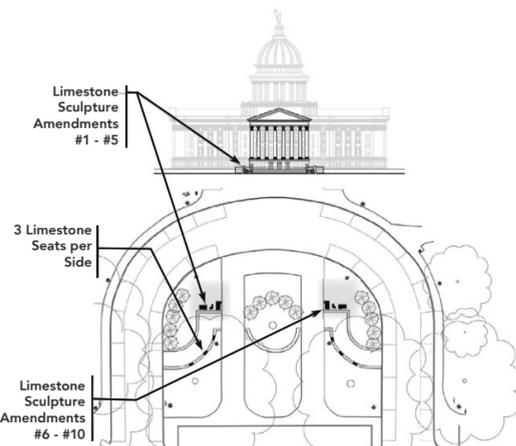 Limestone
Sculpture
Amendments
#1 - #5
3 Limestone
Seats per
Side
Limestone
Sculpture
Amendments
#6 - #10